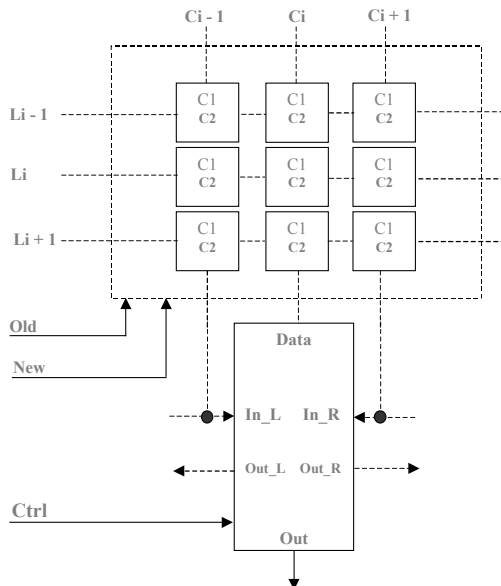 Ci - 1 Ci Ci + 1
C1 C1 C1
Li - 1 C2 C2 C2
C1 C1 C1
Li C2 C2 C2
C1 C1 C1
Li + 1 C2 C2 C2
Old
New
Data
In_L In_R
Out_L Out_R
Ctrl
Out